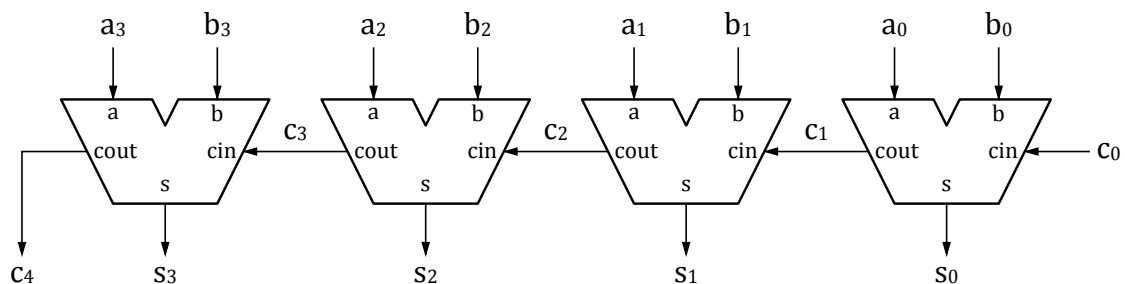 a₃ b₃ a₂ b₂ a₁ b₁ a₀ b₀
a b a b a b a b
c₃ c₂ c₁
cout cin cout cin cout cin cout cin c₀
s s s s
c₄ s₃ s₂ s₁ s₀